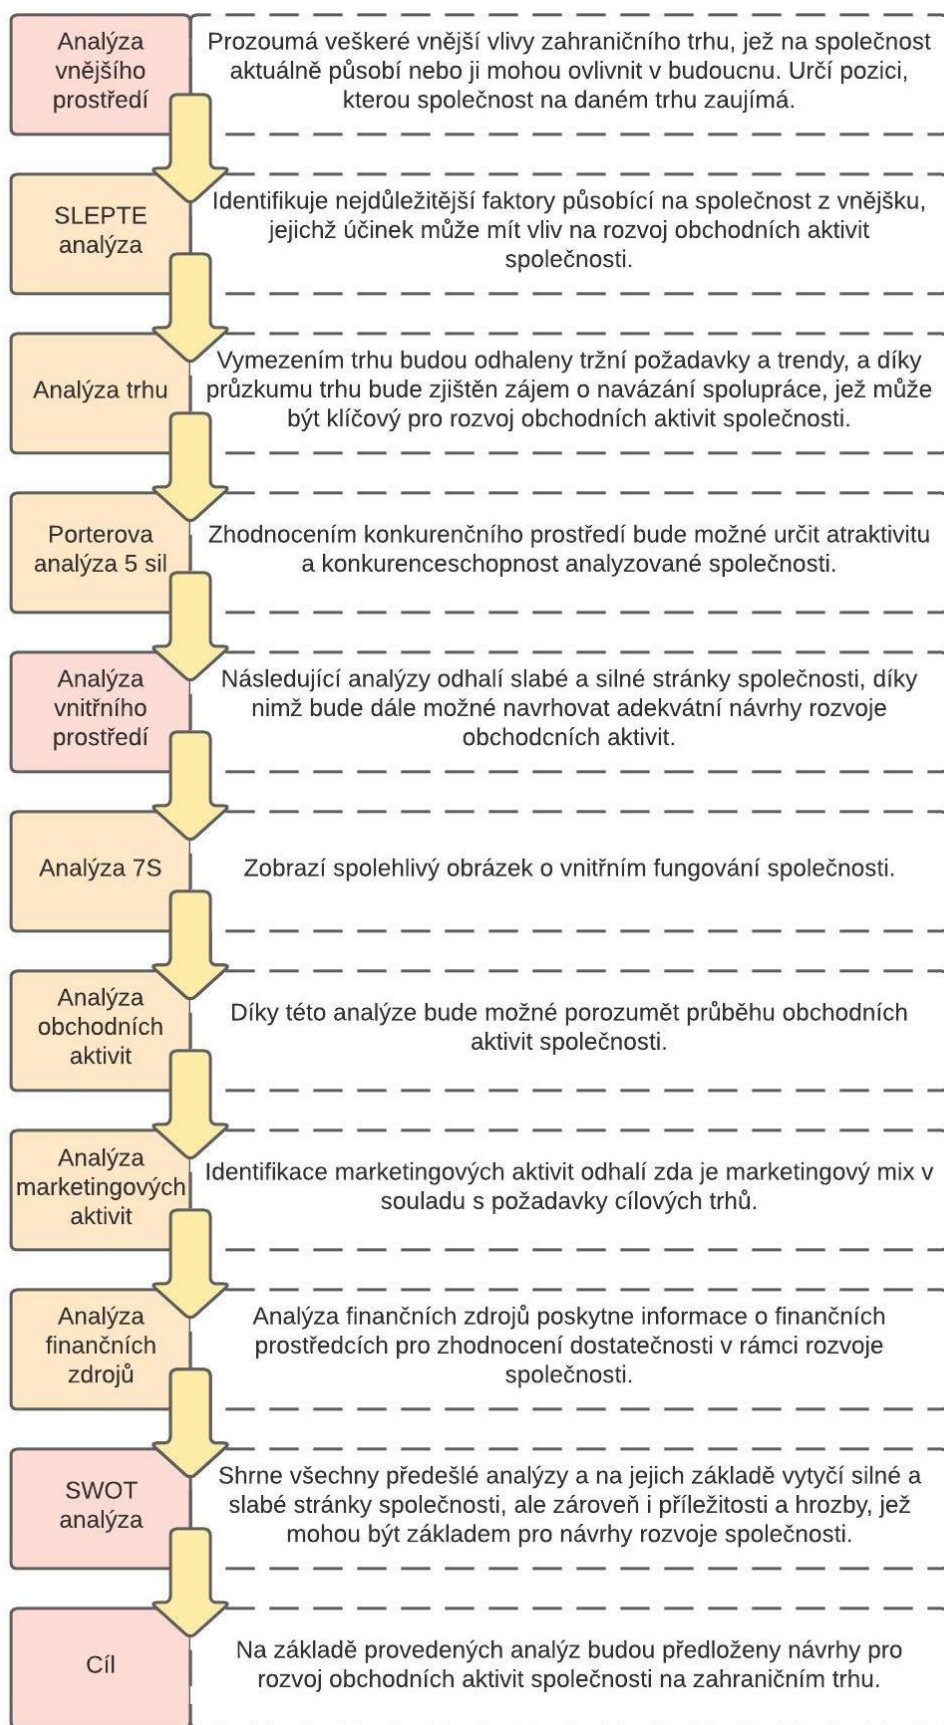 Analýza
vnějšího
prostředí
Prozoumá veškeré vnější vlivy zahraničního trhu, jež na společnost
aktuálně působí nebo ji mohou ovlivnit v budoucnu. Určí pozici,
kterou společnost na daném trhu zaujímá.
SLEPTE
analýza
Identifikuje nejdůležitější faktory působící na společnost z vnějšku,
jejichž účinek může mít vliv na rozvoj obchodních aktivit
společnosti.
Analýza trhu
Vymezením trhu budou odhaleny tržní požadavky a trendy, a díky
průzkumu trhu bude zjištěn zájem o navázání spolupráce, jež může
být klíčový pro rozvoj obchodních aktivit společnosti.
Porterova
analýza 5 sil
Zhodnocením konkurenčního prostředí bude možné určit atraktivitu
a konkurenceschopnost analyzované společnosti.
Analýza
vnitřního
prostředí
Následující analýzy odhalí slabé a silné stránky společnosti, díky
nimž bude dále možné navrhovat adekvátní návrhy rozvoje
obchodcních aktivit.
Analýza 7S
Zobrazí spolehlivý obrázek o vnitřním fungování společnosti.
Analýza
obchodních
aktivit
Díky této analýze bude možné porozumět průběhu obchodních
aktivit společnosti.
Analýza
marketingových
aktivit
Identifikace marketingových aktivit odhalí zda je marketingový mix v
souladu s požadavky cílových trhů.
Analýza
finančních
zdrojů
Analýza finančních zdrojů poskytne informace o finančních
prostředcích pro zhodnocení dostatečnosti v rámci rozvoje
společnosti.
SWOT
analýza
Shrne všechny předešlé analýzy a na jejich základě vytyčí silné a
slabé stránky společnosti, ale zároveň i příležitosti a hrozby, jež
mohou být základem pro návrhy rozvoje společnosti.
Cíl
Na základě provedených analýz budou předloženy návrhy pro
rozvoj obchodních aktivit společnosti na zahraničním trhu.